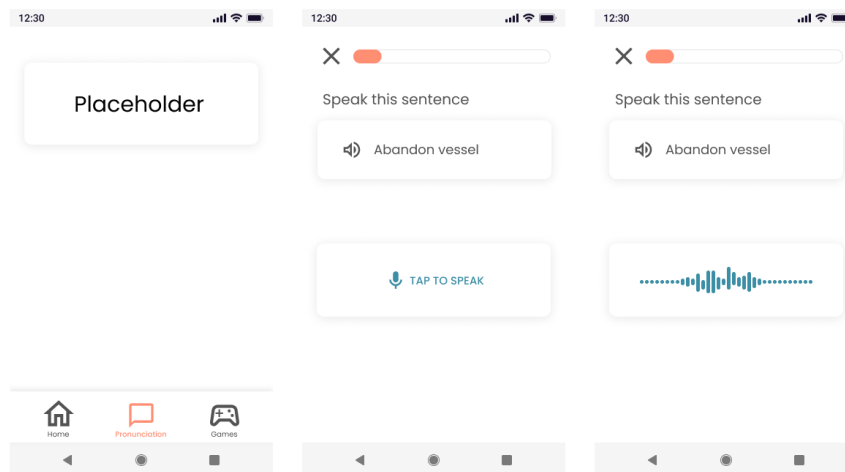 12:30
Placeholder
Home
Pronunciation
Games
12:30
Speak this sentence
Abandon vessel
TAP TO SPEAK
12:30
Speak this sentence
Abandon vessel